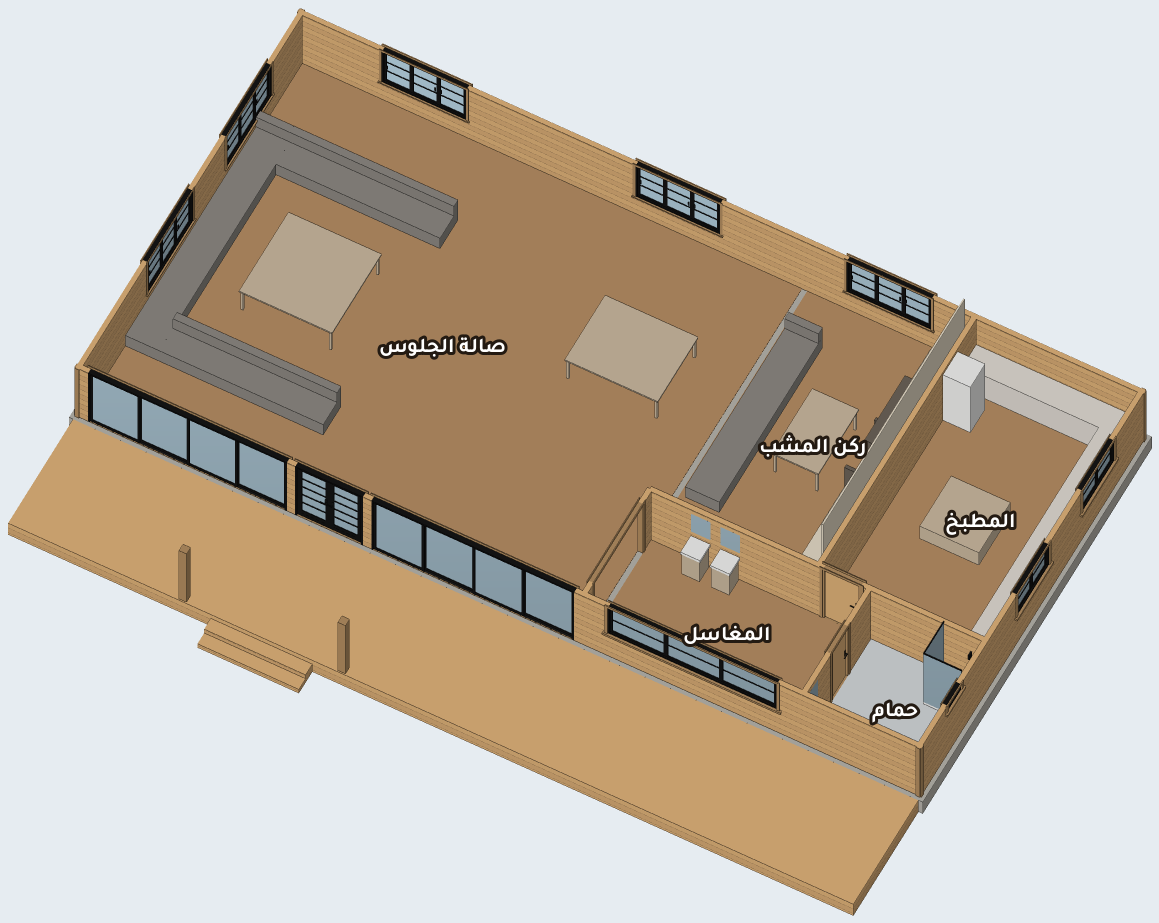 صالة الجلوس
ركن المشب
المطبخ
المغاسل
حمام